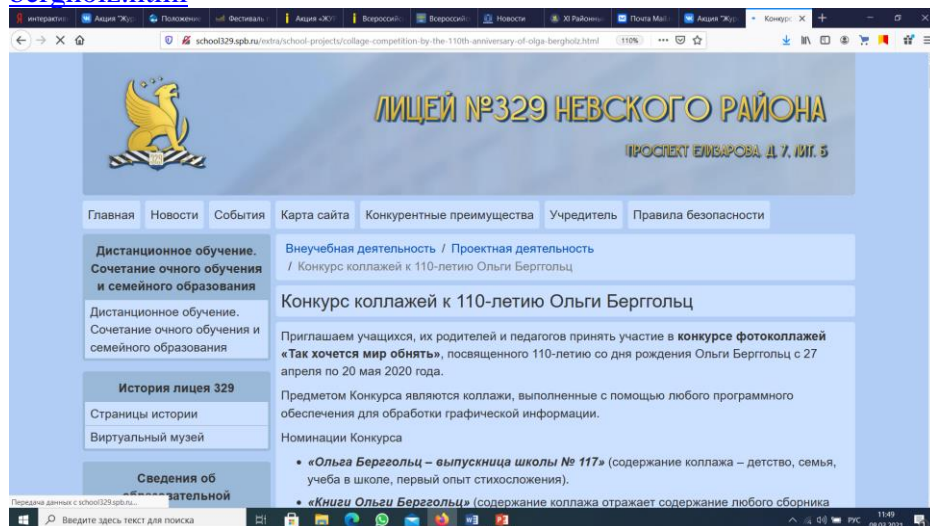 bergholz.html
интерактив
Акция "Жур
Положение
Фестиваль
Акция «ЖУР
Всероссийс
Всероссийс
Новости
XI Районны
Почта Mail.
Акция "Жур
Конкурс
school329.spb.ru/extra/school-projects/collage-competition-by-the-110th-anniversary-of-olga-bergholz.html
110%
ЛИЦЕЙ №329 НЕВСКОГО РАЙОНА
ПРОСПЕКТ ЕЛИЗАРОВА, Д. 7, ЛИТ. Б
Главная Новости События Карта сайта Конкурентные преимущества Учредитель Правила безопасности
Дистанционное обучение.
Сочетание очного обучения
и семейного образования
Дистанционное обучение.
Сочетание очного обучения и
семейного образования
История лицея 329
Страницы истории
Виртуальный музей
Сведения об
образовательной
Внеучебная деятельность / Проектная деятельность
/ Конкурс коллажей к 110-летию Ольги Берггольц
Конкурс коллажей к 110-летию Ольги Берггольц
Приглашаем учащихся, их родителей и педагогов принять участие в конкурсе фотоколлажей
«Так хочется мир обнять», посвященного 110-летию со дня рождения Ольги Берггольц с 27
апреля по 20 мая 2020 года.
Предметом Конкурса являются коллажи, выполненные с помощью любого программного
обеспечения для обработки графической информации.
Номинации Конкурса
• «Ольга Берггольц – выпускница школы № 117» (содержание коллажа – детство, семья,
учеба в школе, первый опыт стихосложения).
• «Книги Ольги Берггольц» (содержание коллажа отражает содержание любого сборника
Передача данных с school329.spb.ru...
Введите здесь текст для поиска
РУС
11:49
08.03.2021